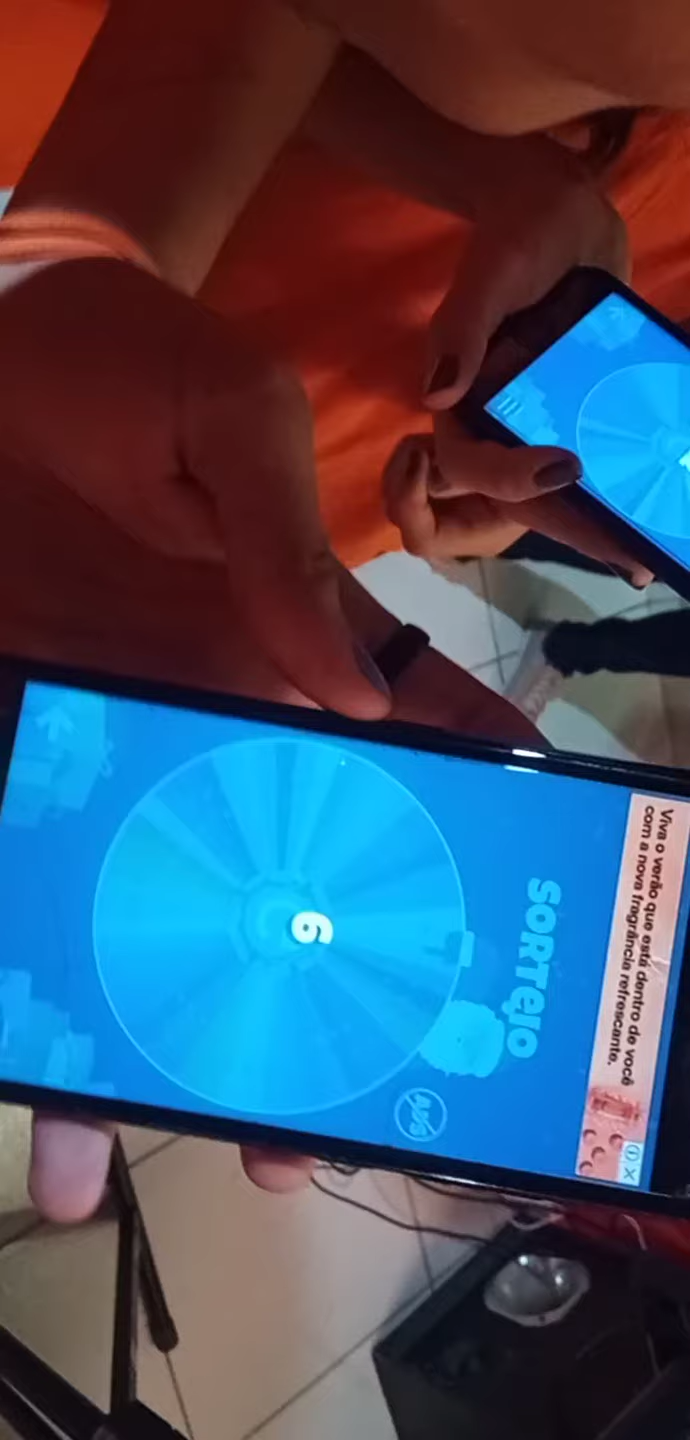 Viva o verão que está dentro de você
com a nova fragrância refrescante.
SORTEIO
6